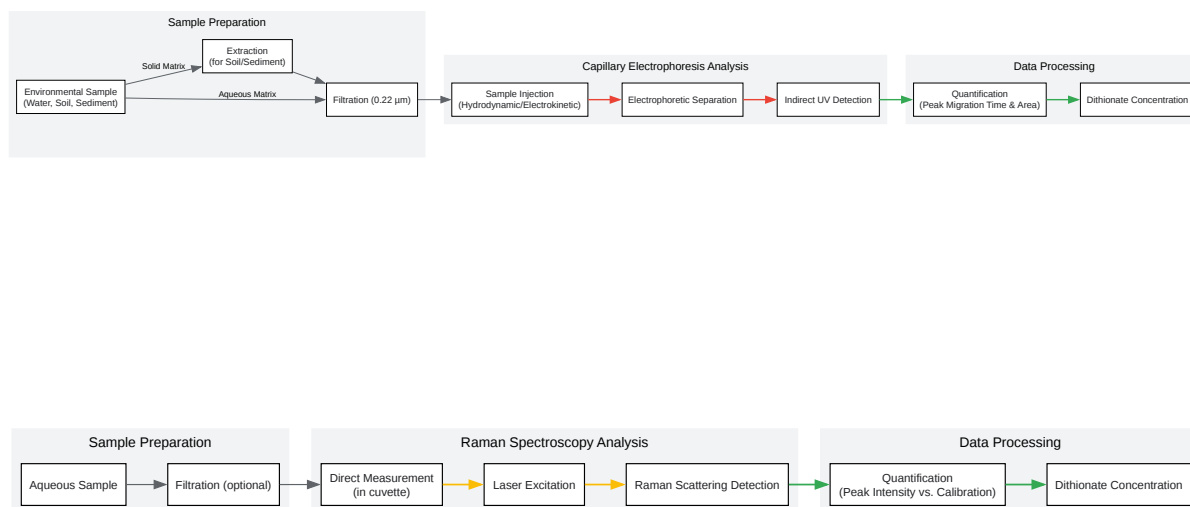 Sample Preparation
Environmental Sample
(Water, Soil, Sediment)
Solid Matrix
Extraction
(for Soil/Sediment)
Aqueous Matrix
Filtration (0.22 µm)
Capillary Electrophoresis Analysis
Sample Injection
(Hydrodynamic/Electrokinetic)
Electrophoretic Separation
Indirect UV Detection
Data Processing
Quantification
(Peak Migration Time & Area)
Dithionate Concentration
Sample Preparation
Aqueous Sample
Filtration (optional)
Raman Spectroscopy Analysis
Direct Measurement
(in cuvette)
Laser Excitation
Raman Scattering Detection
Data Processing
Quantification
(Peak Intensity vs. Calibration)
Dithionate Concentration